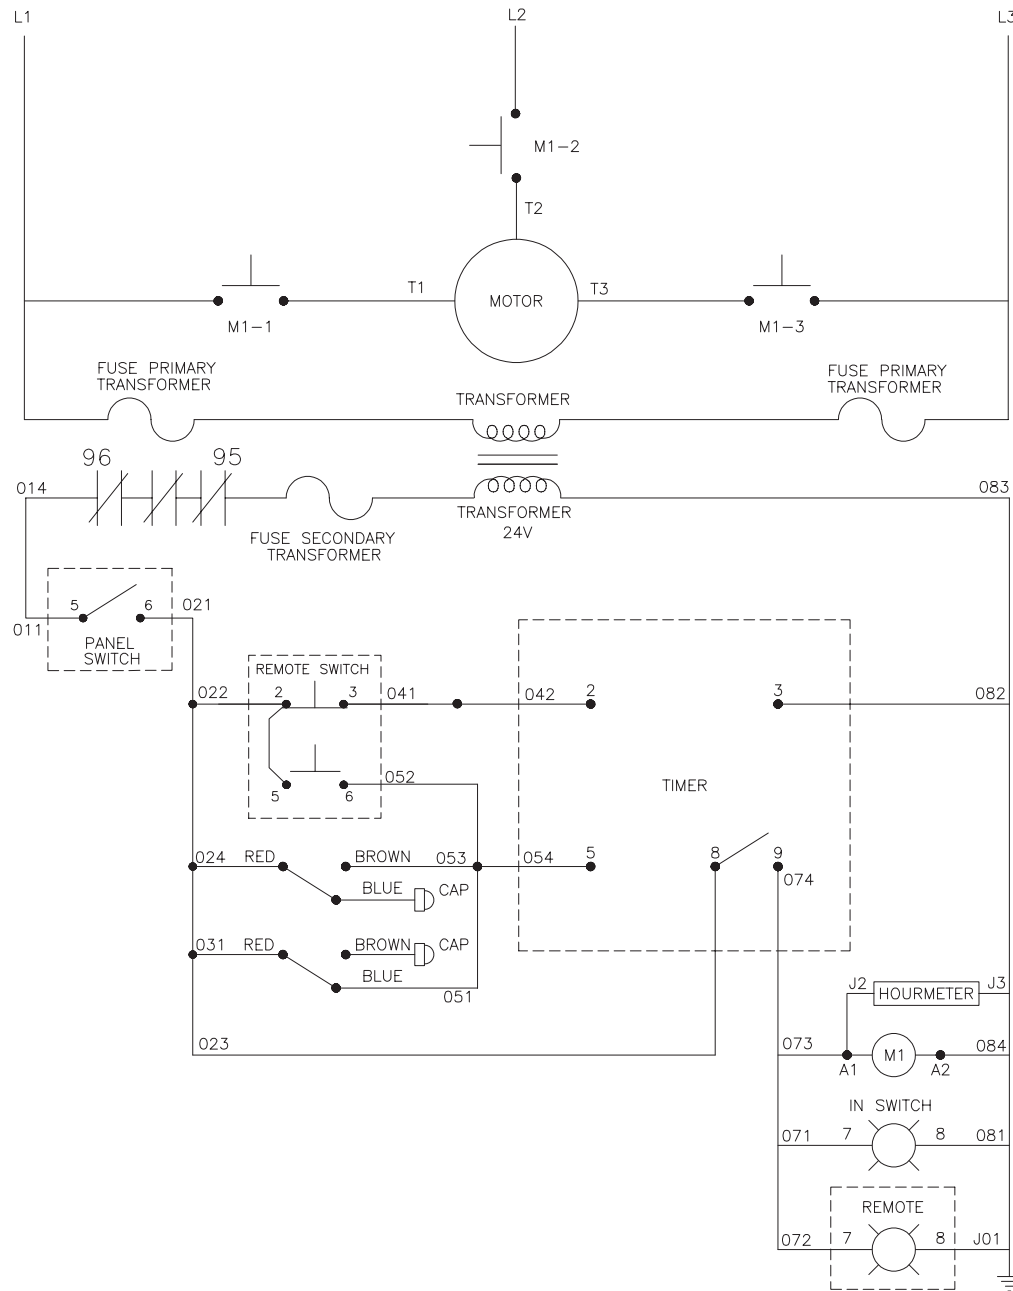 L1
L2
L3
M1-2
T2
T1
MOTOR
T3
M1-1
M1-3
FUSE PRIMARY
TRANSFORMER
TRANSFORMER
FUSE PRIMARY
TRANSFORMER
96
95
014
083
TRANSFORMER
24V
FUSE SECONDARY
TRANSFORMER
5
6
021
011
PANEL
SWITCH
REMOTE SWITCH
022
2
3
041
042
2
3
082
052
5
6
TIMER
024
RED
BROWN
053
054
5
8
9
074
BLUE
CAP
031
RED
BROWN
CAP
BLUE
051
J2
HOURMETER
J3
023
073
M1
084
A1
A2
IN SWITCH
071
7
8
081
REMOTE
072
7
8
J01